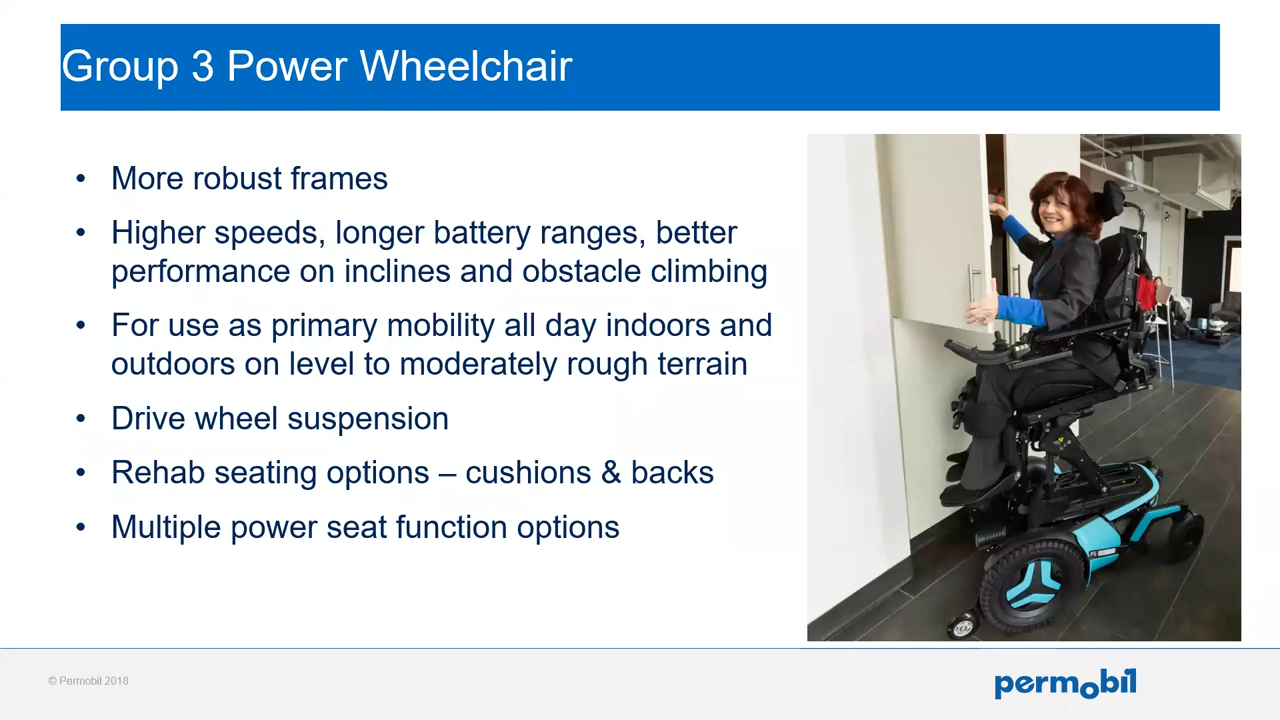 Group 3 Power Wheelchair
• More robust frames
• Higher speeds, longer battery ranges, better
performance on inclines and obstacle climbing
• For use as primary mobility all day indoors and
outdoors on level to moderately rough terrain
• Drive wheel suspension
• Rehab seating options – cushions & backs
• Multiple power seat function options
© Permobil 2018
permobil